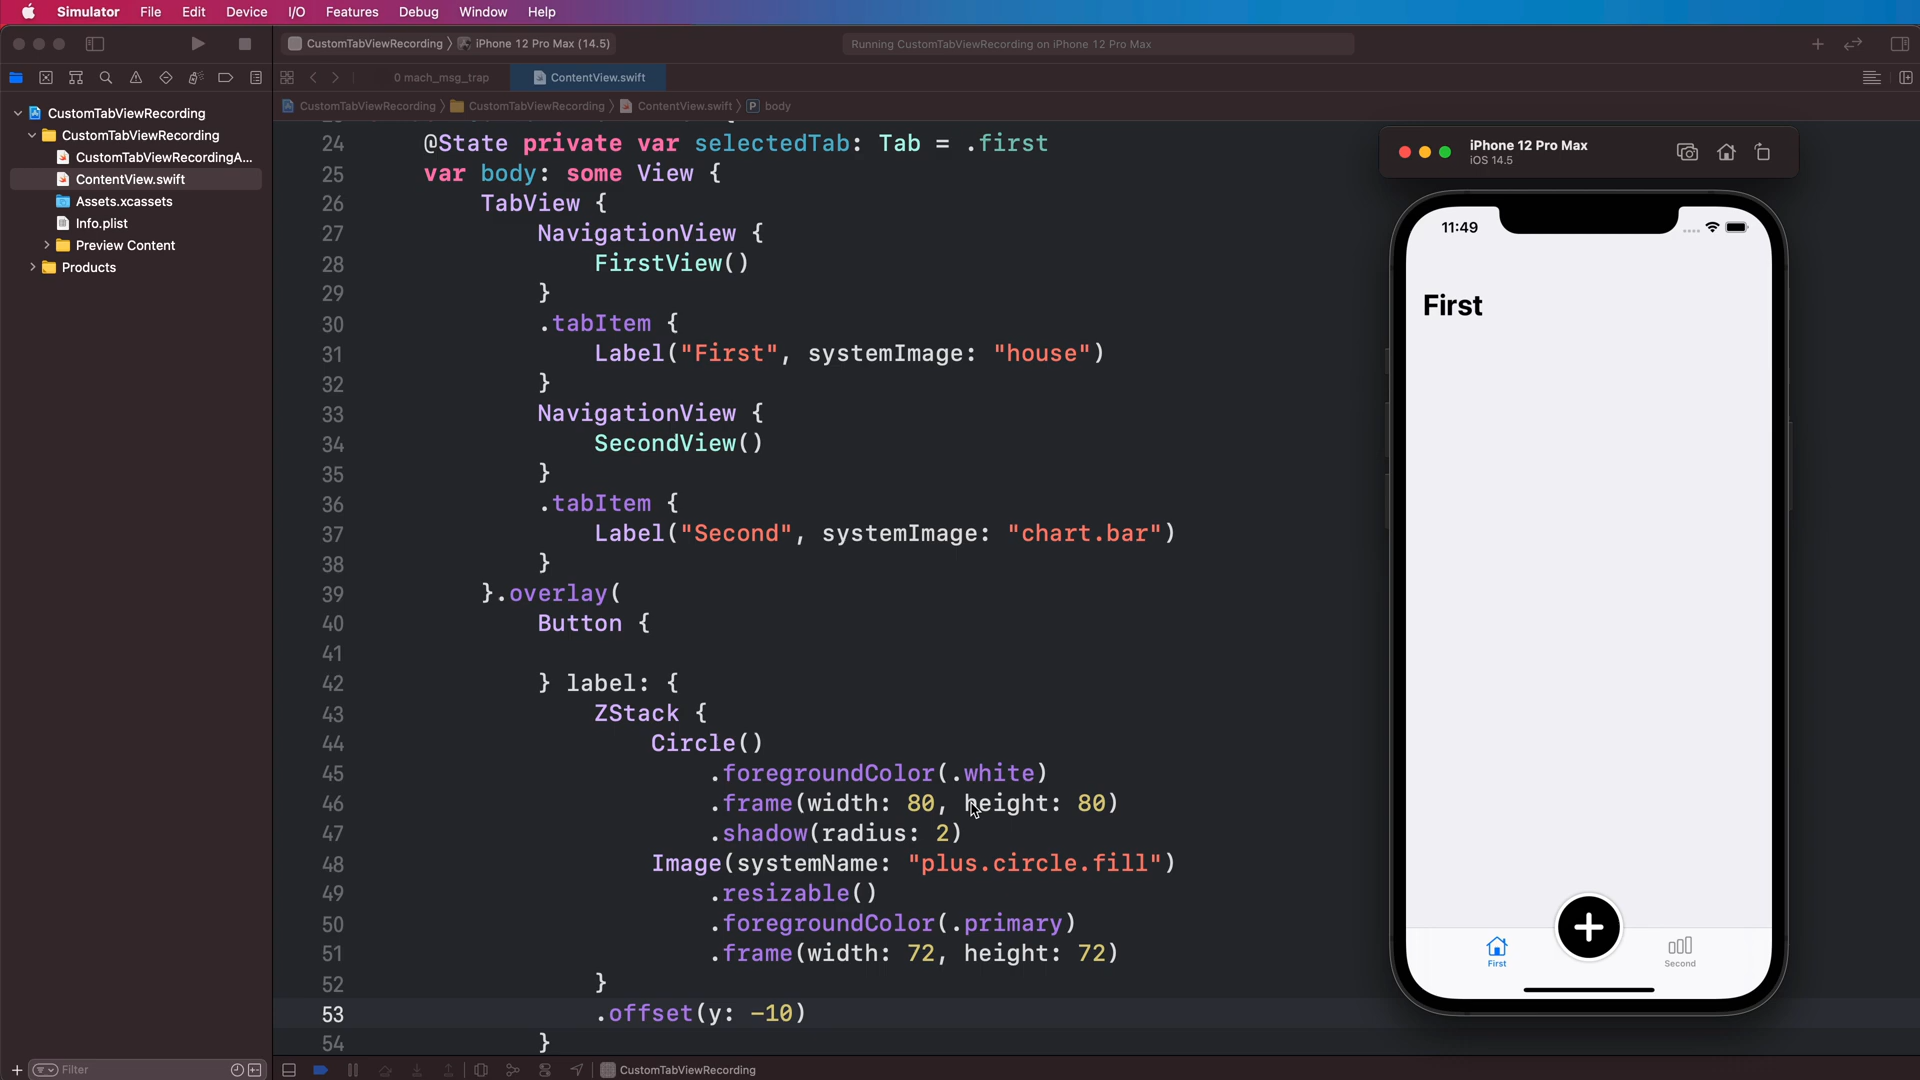 Simulator File Edit Device I/O Features Debug Window Help
CustomTabViewRecording iPhone 12 Pro Max (14.5)
Running CustomTabViewRecording on iPhone 12 Pro Max
0 mach_msg_trap
ContentView.swift
CustomTabViewRecording CustomTabViewRecording ContentView.swift P body
CustomTabViewRecording
CustomTabViewRecording
CustomTabViewRecordingA...
ContentView.swift
Assets.xcassets
Info.plist
Preview Content
Products
24 @State private var selectedTab: Tab = .first
25 var body: some View {
26 TabView {
27 NavigationView {
28 FirstView()
29 }
30 .tabItem {
31 Label("First", systemImage: "house")
32 }
33 NavigationView {
34 SecondView()
35 }
36 .tabItem {
37 Label("Second", systemImage: "chart.bar")
38 }
39 }.overlay(
40 Button {
41
42 } label: {
43 ZStack {
44 Circle()
45 .foregroundColor(.white)
46 .frame(width: 80, height: 80)
47 .shadow(radius: 2)
48 Image(systemName: "plus.circle.fill")
49 .resizable()
50 .foregroundColor(.primary)
51 .frame(width: 72, height: 72)
52 }
53 .offset(y: -10)
54 }
iPhone 12 Pro Max
iOS 14.5
11:49
First
First
Second
Filter
CustomTabViewRecording